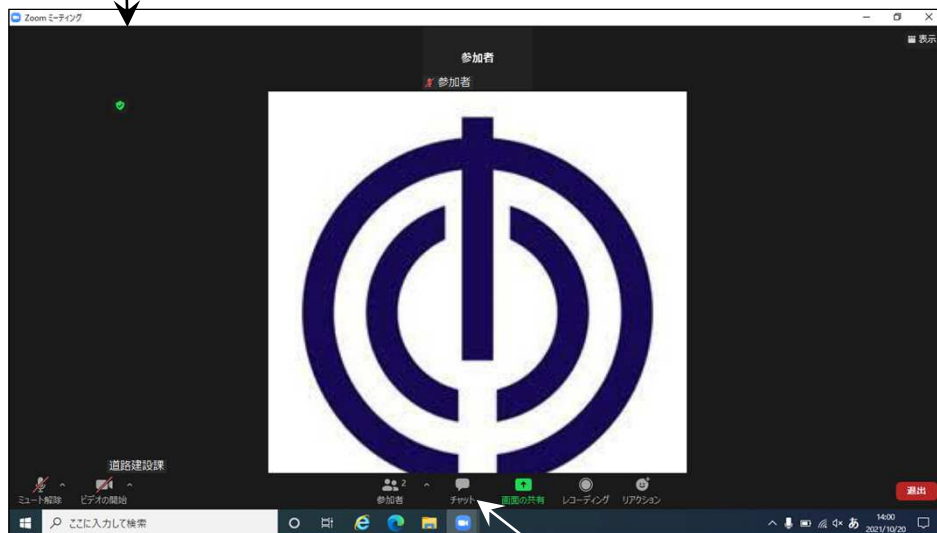 Zoom ミーティング
表示
参加者
参加者
道路建設課
ミュート解除 ビデオの開始 参加者 2 チャット 画面の共有 レコーディング リアクション 退出
ここに入力して検索
あ 14:00
2021/10/20